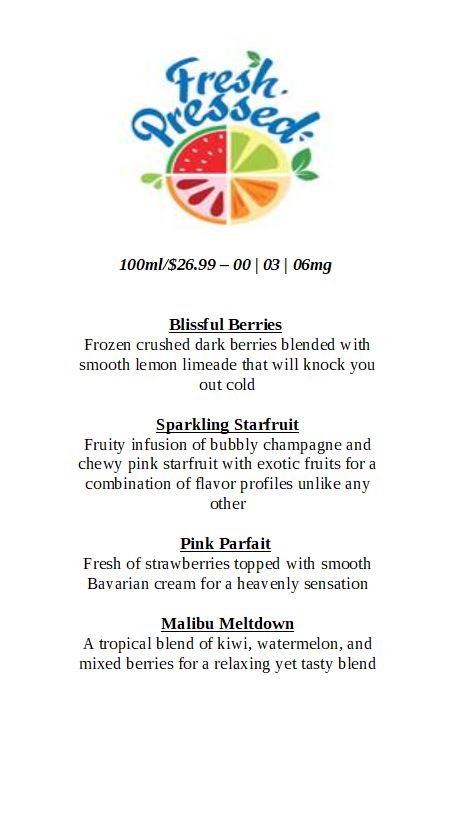 Fresh
Pressed
100ml/$26.99 – 00 | 03 | 06mg
Blissful Berries
Frozen crushed dark berries blended with
smooth lemon limeade that will knock you
out cold
Sparkling Starfruit
Fruity infusion of bubbly champagne and
chewy pink starfruit with exotic fruits for a
combination of flavor profiles unlike any
other
Pink Parfait
Fresh of strawberries topped with smooth
Bavarian cream for a heavenly sensation
Malibu Meltdown
A tropical blend of kiwi, watermelon, and
mixed berries for a relaxing yet tasty blend